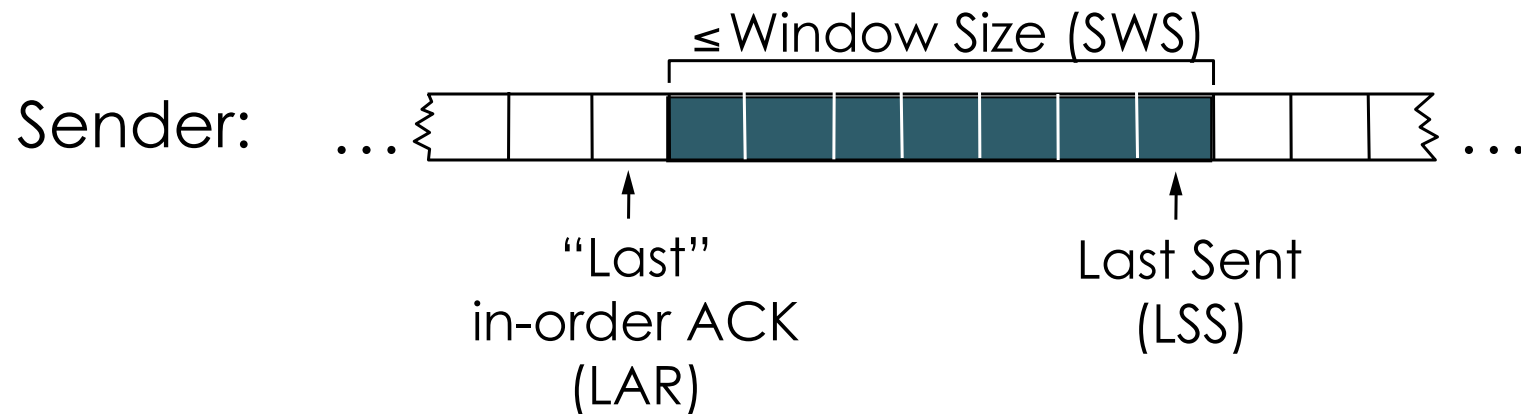 ≤ Window Size (SWS)
Sender: … …
“Last”
in-order ACK
(LAR)
Last Sent
(LSS)